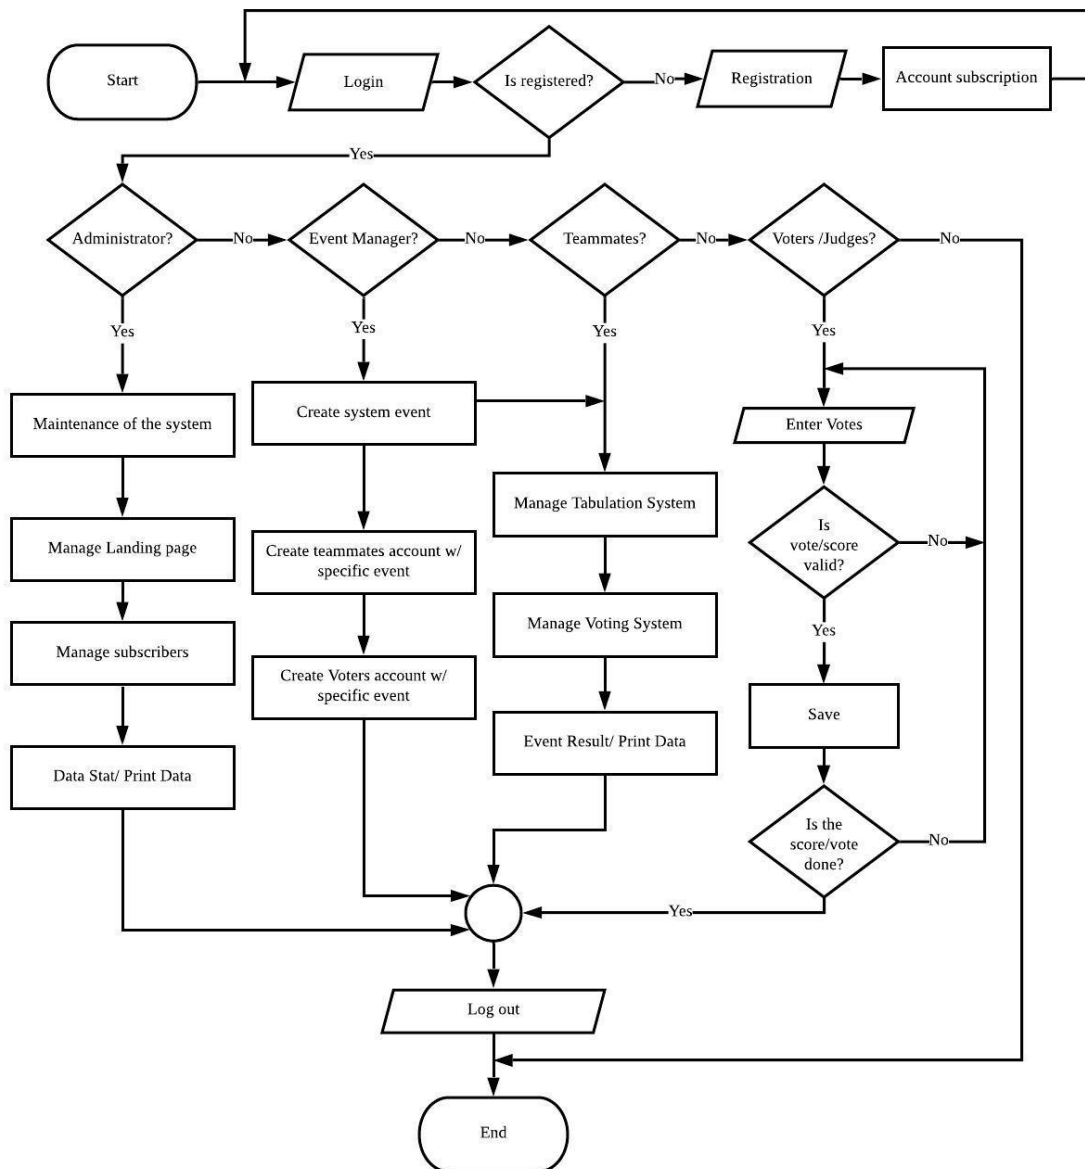 Start
Login
Is registered?
No
Registration
Account subscription
Yes
Administrator?
No
Event Manager?
No
Teammates?
No
Voters /Judges?
No
Yes
Yes
Yes
Yes
Maintenance of the system
Manage Landing page
Manage subscribers
Data Stat/ Print Data
Create system event
Create teammates account w/
specific event
Create Voters account w/
specific event
Manage Tabulation System
Manage Voting System
Event Result/ Print Data
Enter Votes
Is
vote/score
valid?
No
Yes
Save
Is the
score/vote
done?
No
Yes
Log out
End